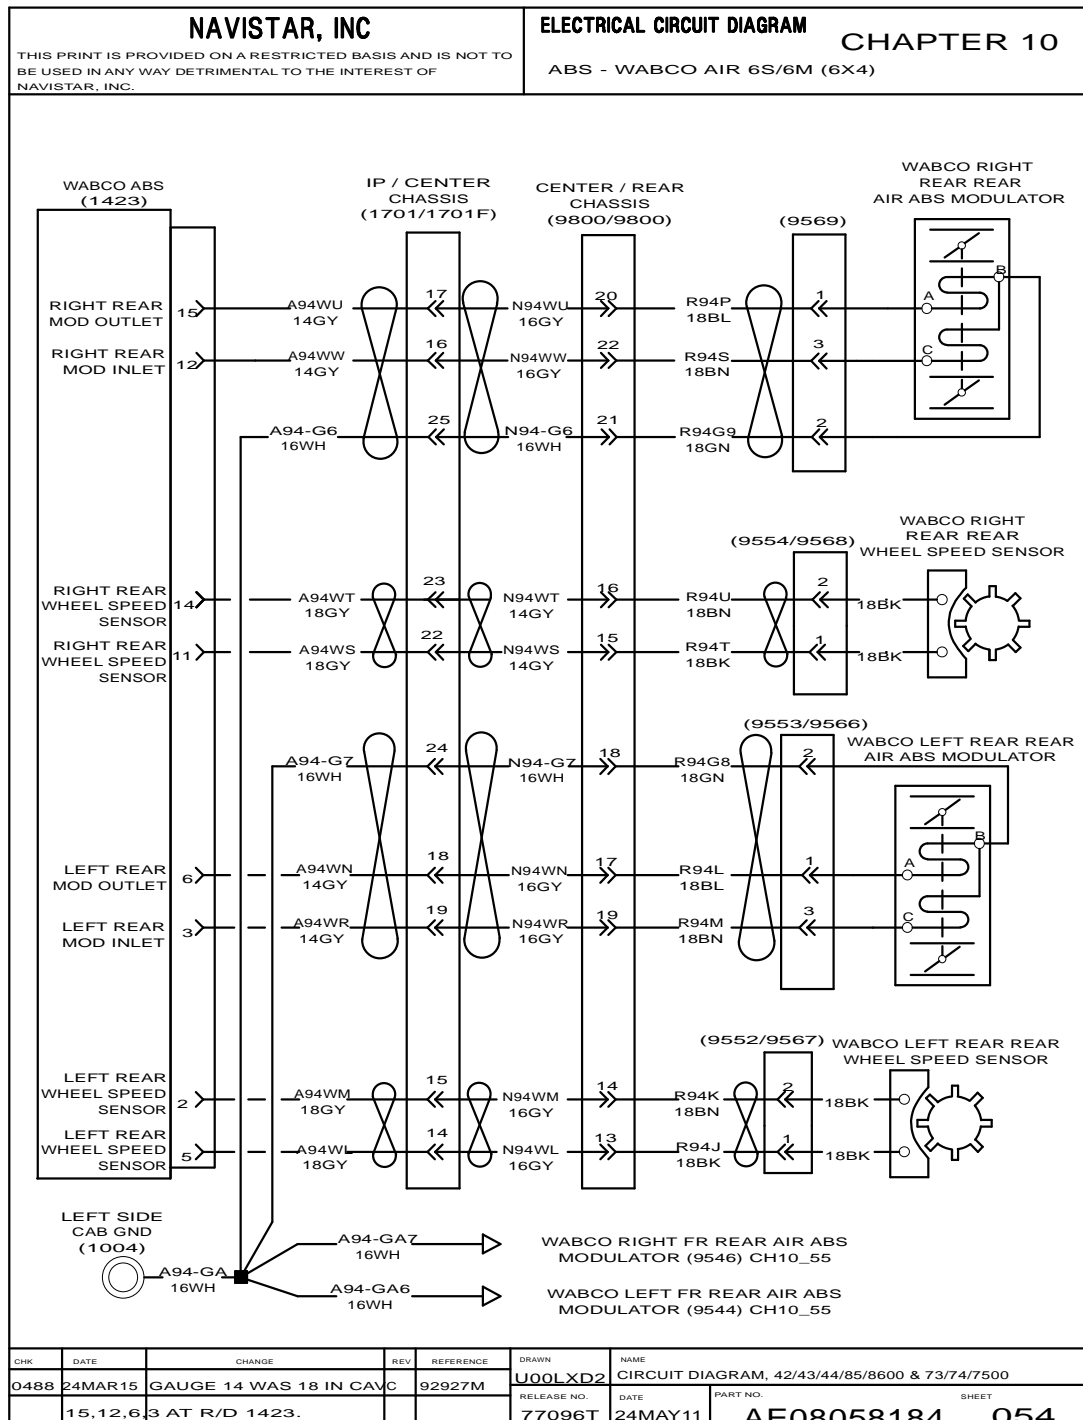 NAVISTAR, INC
THIS PRINT IS PROVIDED ON A RESTRICTED BASIS AND IS NOT TO
BE USED IN ANY WAY DETRIMENTAL TO THE INTEREST OF
NAVISTAR, INC.
ELECTRICAL CIRCUIT DIAGRAM
CHAPTER 10
ABS - WABCO AIR 6S/6M (6X4)
WABCO ABS
(1423)
IP / CENTER
CHASSIS
(1701/1701F)
CENTER / REAR
CHASSIS
(9800/9800)
(9569)
WABCO RIGHT
REAR REAR
AIR ABS MODULATOR
RIGHT REAR
MOD OUTLET
15
A94WU
14GY
17
N94WU
16GY
20
R94P
18BL
1
A
B
RIGHT REAR
MOD INLET
12
A94WW
14GY
16
N94WW
16GY
22
R94S
18BN
3
C
A94-G6
16WH
25
N94-G6
16WH
21
R94G9
18GN
2
(9554/9568)
WABCO RIGHT
REAR REAR
WHEEL SPEED SENSOR
RIGHT REAR
WHEEL SPEED
SENSOR
14
A94WT
18GY
23
N94WT
14GY
16
R94U
18BN
2
18BK
RIGHT REAR
WHEEL SPEED
SENSOR
11
A94WS
18GY
22
N94WS
14GY
15
R94T
18BK
1
18BK
(9553/9566)
WABCO LEFT REAR REAR
AIR ABS MODULATOR
A94-G7
16WH
24
N94-G7
16WH
18
R94G8
18GN
2
B
LEFT REAR
MOD OUTLET
6
A94WN
14GY
18
N94WN
16GY
17
R94L
18BL
1
A
LEFT REAR
MOD INLET
3
A94WR
14GY
19
N94WR
16GY
19
R94M
18BN
3
C
(9552/9567)
WABCO LEFT REAR REAR
WHEEL SPEED SENSOR
LEFT REAR
WHEEL SPEED
SENSOR
2
A94WM
18GY
15
N94WM
16GY
14
R94K
18BN
2
18BK
LEFT REAR
WHEEL SPEED
SENSOR
5
A94WL
18GY
14
N94WL
16GY
13
R94J
18BK
1
18BK
LEFT SIDE
CAB GND
(1004)
A94-GA
16WH
A94-GA7
16WH
WABCO RIGHT FR REAR AIR ABS
MODULATOR (9546) CH10_55
A94-GA6
16WH
WABCO LEFT FR REAR AIR ABS
MODULATOR (9544) CH10_55
CHK DATE CHANGE REV REFERENCE
0488 24MAR15 GAUGE 14 WAS 18 IN CAV C 92927M
15,12,6,3 AT R/D 1423.
DRAWN
U00LXD2
NAME
CIRCUIT DIAGRAM, 42/43/44/85/8600 & 73/74/7500
RELEASE NO.
77096T
DATE
24MAY11
PART NO.
AE08058184
SHEET
054